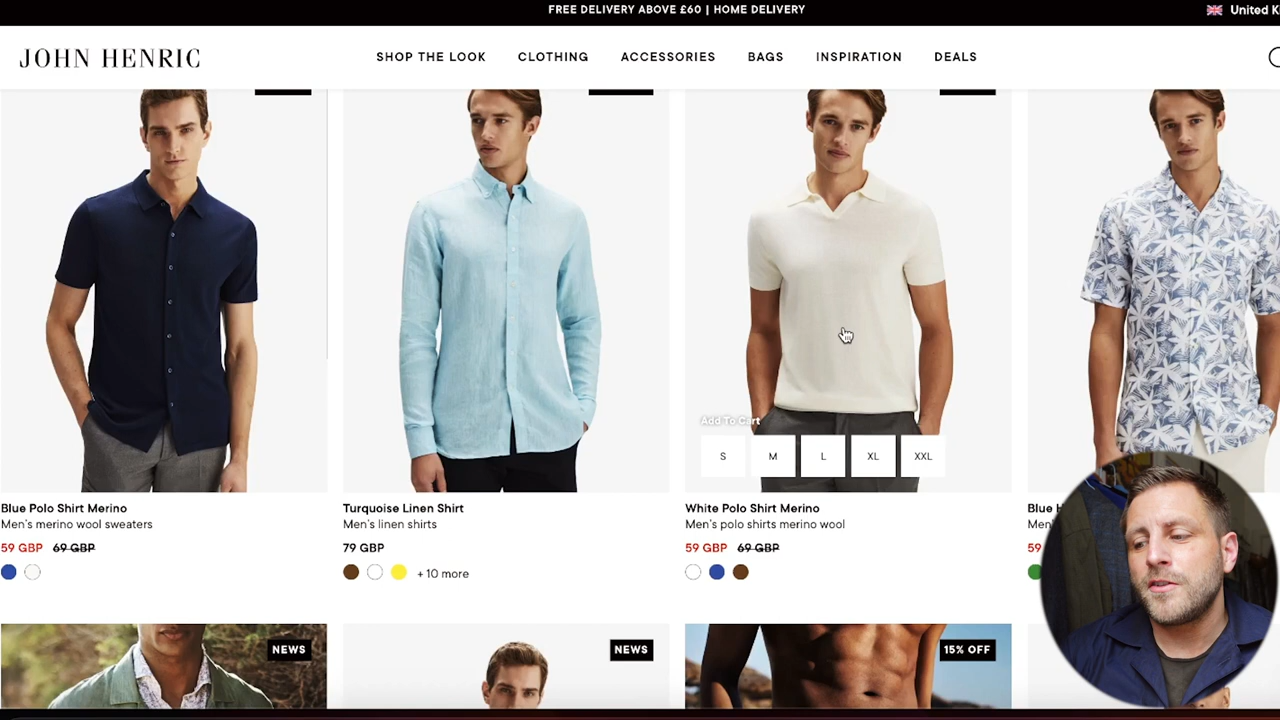 FREE DELIVERY ABOVE £60 | HOME DELIVERY
United K
JOHN HENRIC
SHOP THE LOOK
CLOTHING
ACCESSORIES
BAGS
INSPIRATION
DEALS
Add To Cart
S
M
L
XL
XXL
Blue Polo Shirt Merino
Men's merino wool sweaters
59 GBP 69 GBP
Turquoise Linen Shirt
Men's linen shirts
79 GBP
+ 10 more
White Polo Shirt Merino
Men's polo shirts merino wool
59 GBP 69 GBP
Blue H
Men'
59
NEWS
NEWS
15% OFF